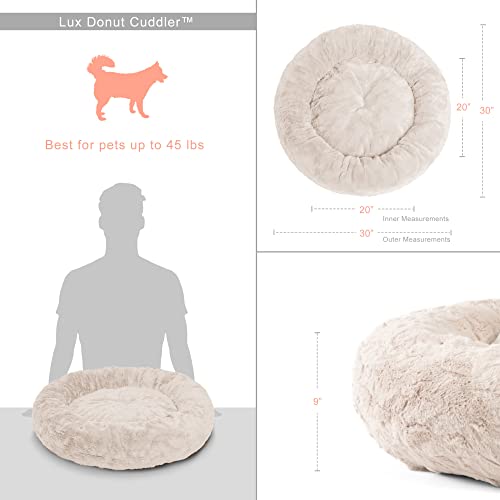 Lux Donut Cuddler™
Best for pets up to 45 lbs
20"
30"
20"
Inner Measurements
30"
Outer Measurements
9"